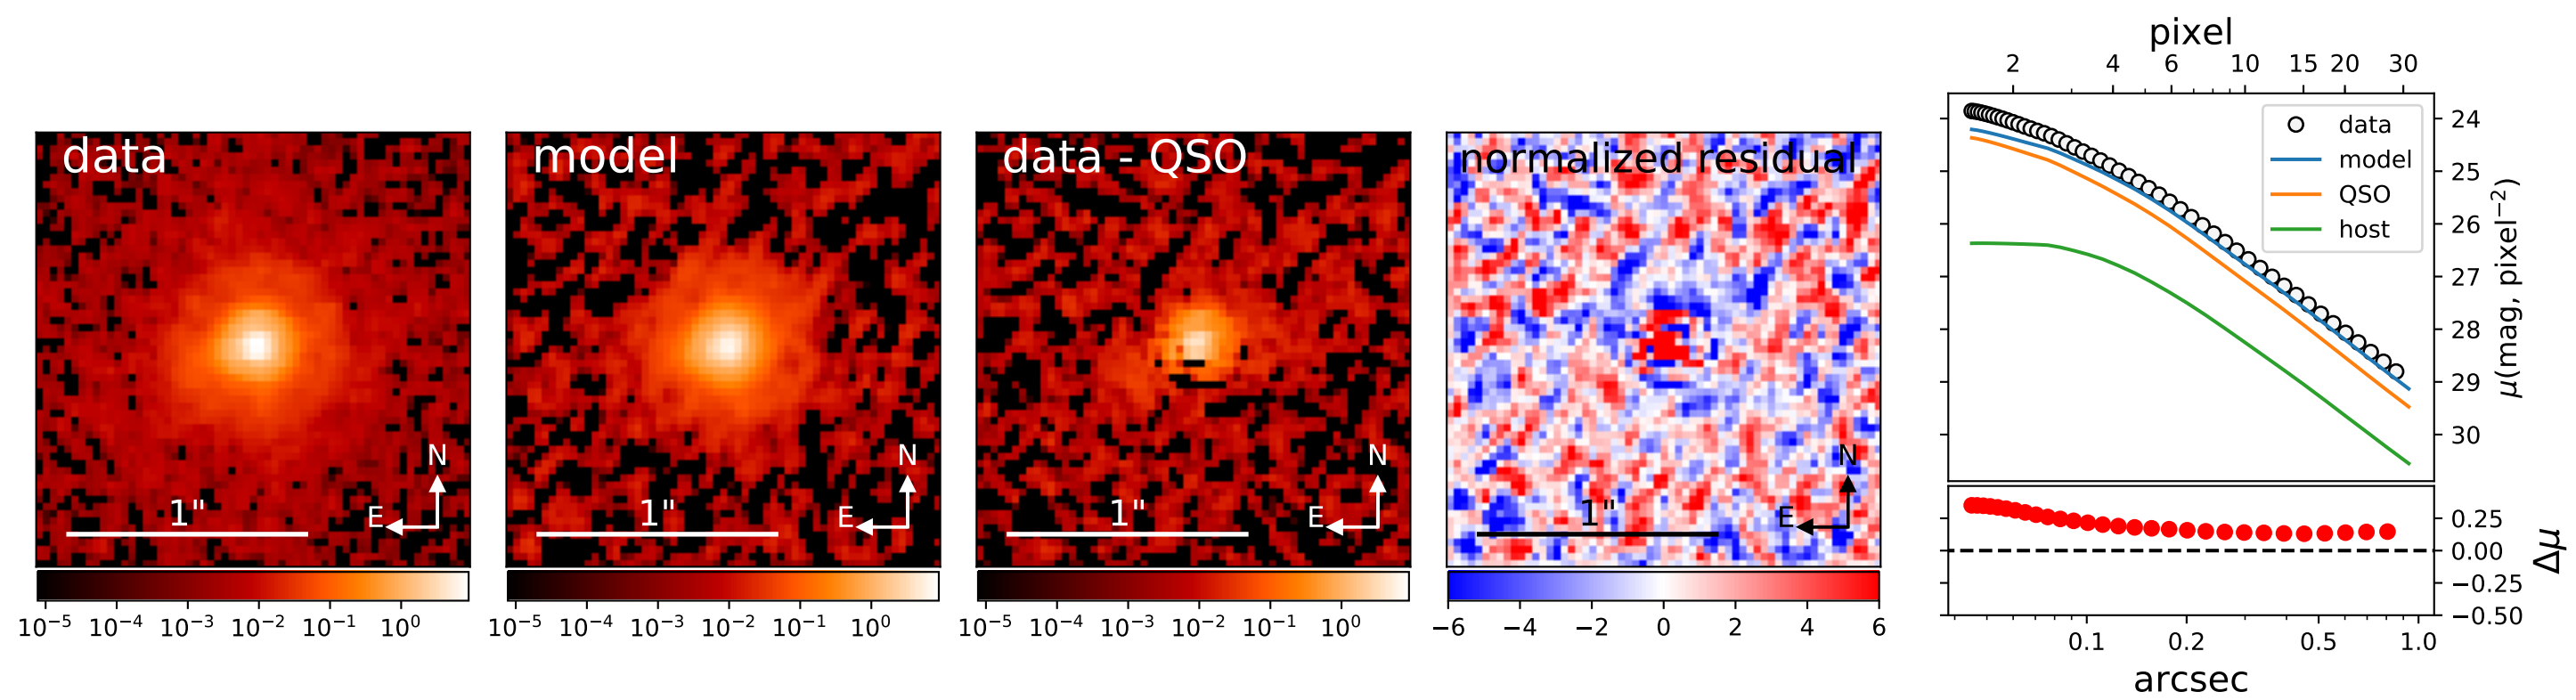 data
N
E
1"
10⁻⁵ 10⁻⁴ 10⁻³ 10⁻² 10⁻¹ 10⁰
model
N
E
1"
10⁻⁵ 10⁻⁴ 10⁻³ 10⁻² 10⁻¹ 10⁰
data - QSO
N
E
1"
10⁻⁵ 10⁻⁴ 10⁻³ 10⁻² 10⁻¹ 10⁰
normalized residual
N
E
1"
−6 −4 −2 0 2 4 6
pixel
2 4 6 10 15 20 30
data
model
QSO
host
24
25
26
27
28
29
30
μ(mag, pixel⁻²)
0.25
0.00
−0.25
−0.50
Δμ
0.1 0.2 0.5 1.0
arcsec